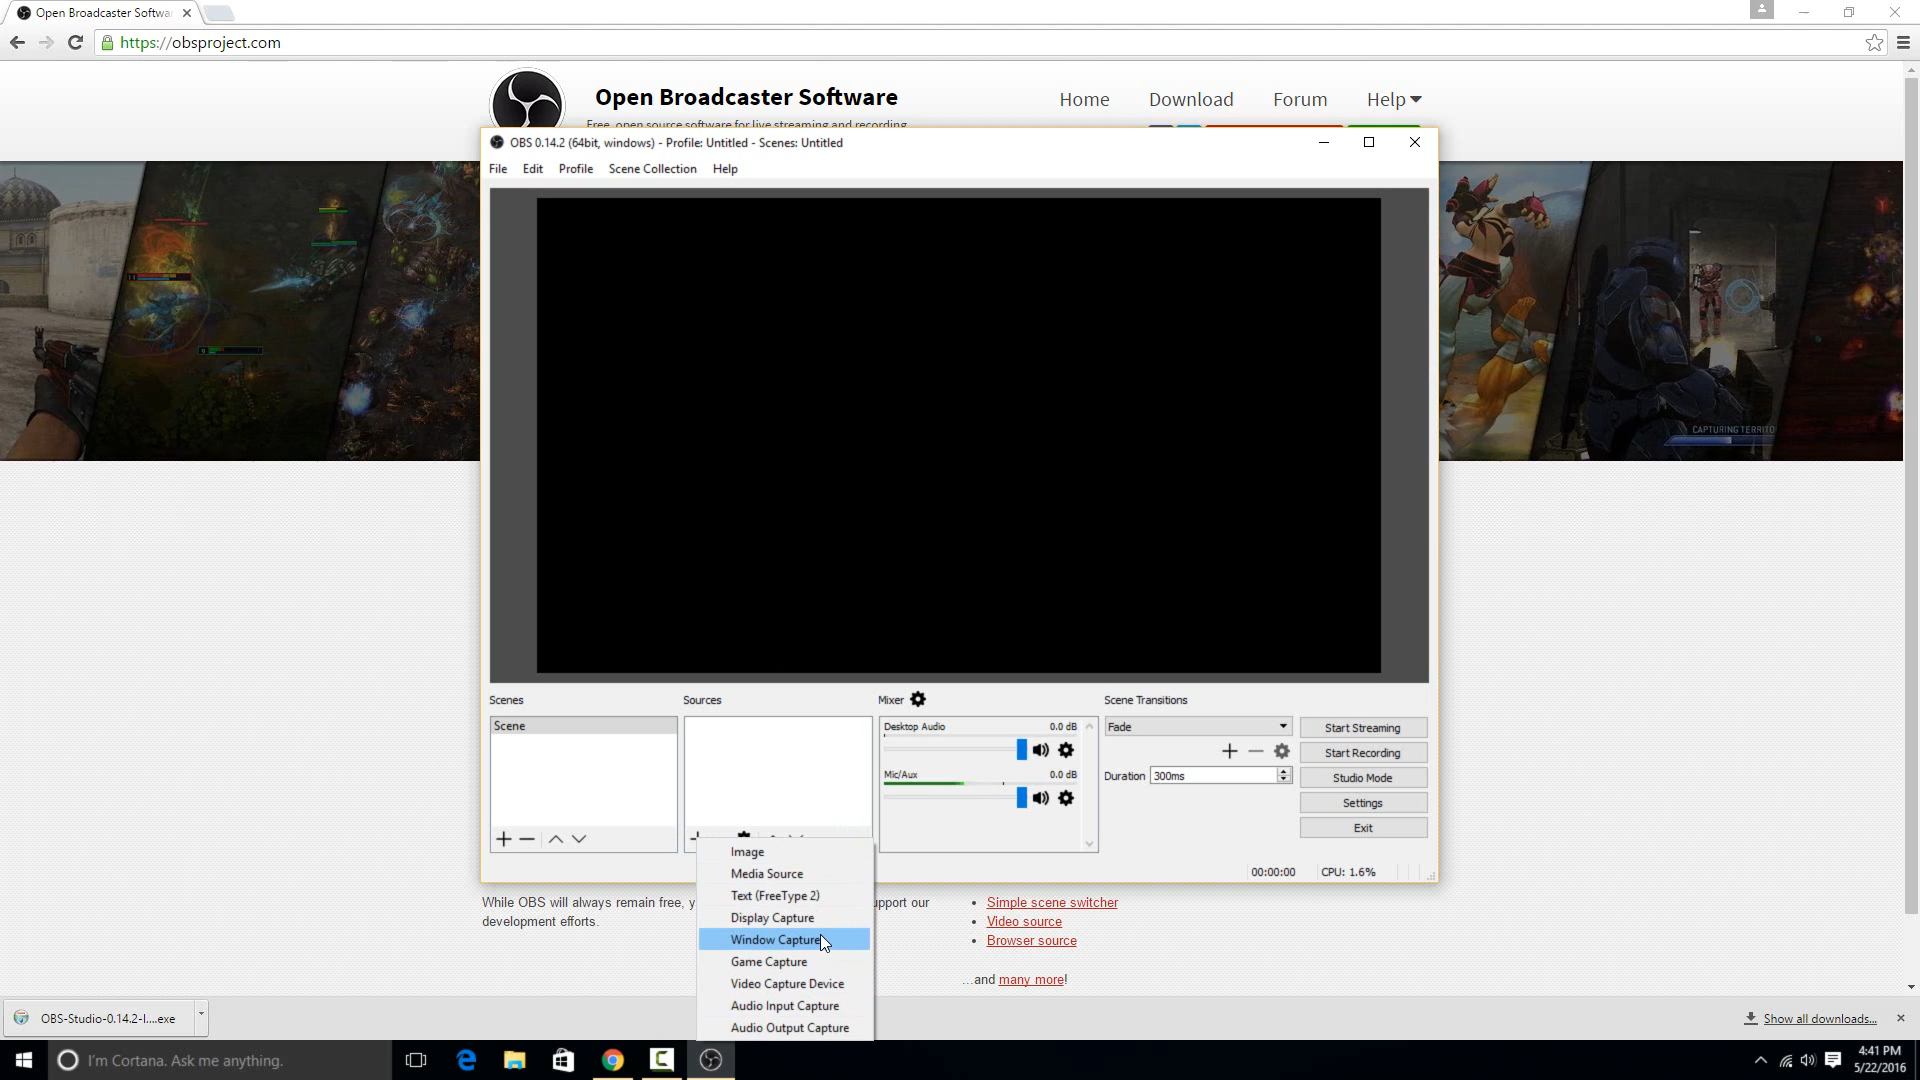 Open Broadcaster Softwa
https://obsproject.com
Open Broadcaster Software
Home Download Forum Help
Free, open source software for live streaming and recording
OBS 0.14.2 (64bit, windows) - Profile: Untitled - Scenes: Untitled
File Edit Profile Scene Collection Help
CAPTURING TERRITO
Scenes
Sources
Mixer
Scene Transitions
Scene
Desktop Audio 0.0 dB
Mic/Aux 0.0 dB
Fade
Duration 300ms
Start Streaming
Start Recording
Studio Mode
Settings
Exit
00:00:00
CPU: 1.6%
Image
Media Source
Text (FreeType 2)
Display Capture
Window Capture
Game Capture
Video Capture Device
Audio Input Capture
Audio Output Capture
While OBS will always remain free, y
upport our
development efforts.
Simple scene switcher
Video source
Browser source
...and many more!
OBS-Studio-0.14.2-I....exe
Show all downloads...
I'm Cortana. Ask me anything.
4:41 PM
5/22/2016